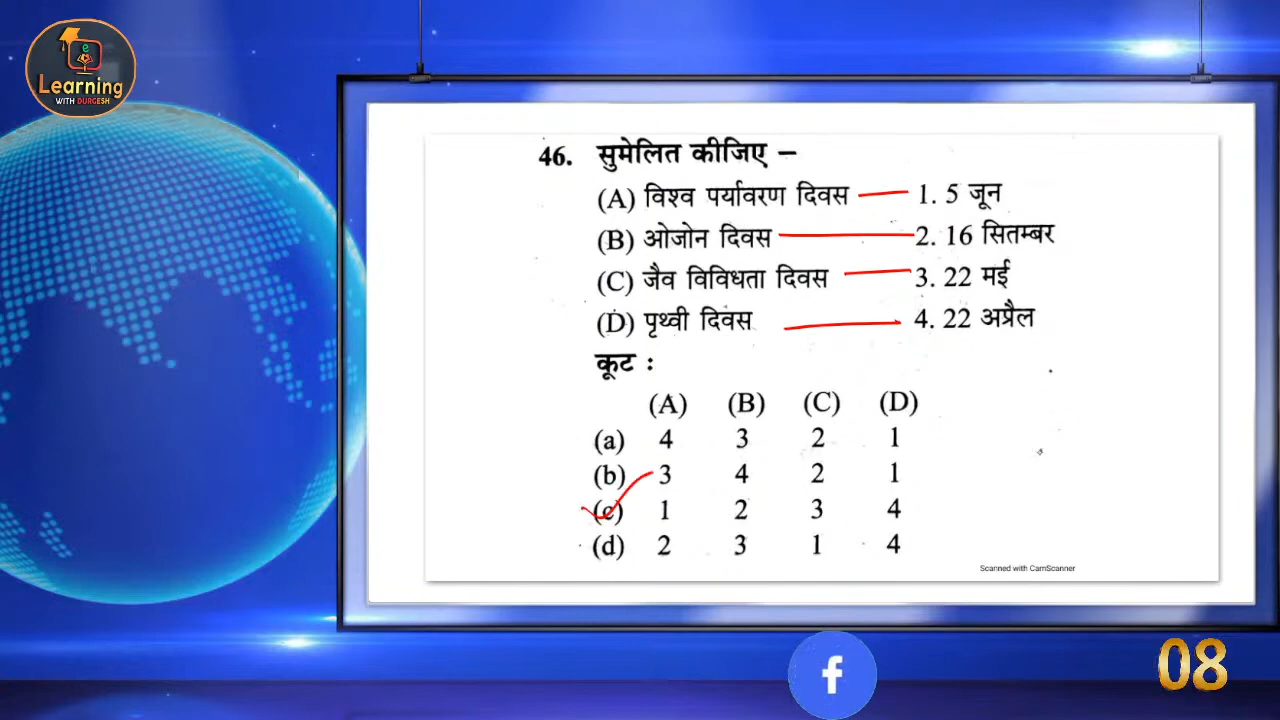 e
Learning
WITH DURGESH
46. सुमेलित कीजिए –
(A) विश्व पर्यावरण दिवस 1. 5 जून
(B) ओजोन दिवस 2. 16 सितम्बर
(C) जैव विविधता दिवस 3. 22 मई
(D) पृथ्वी दिवस 4. 22 अप्रैल
कूट :
(A) (B) (C) (D)
(a) 4 3 2 1
(b) 3 4 2 1
(c) 1 2 3 4
(d) 2 3 1 4
Scanned with CamScanner
f
08